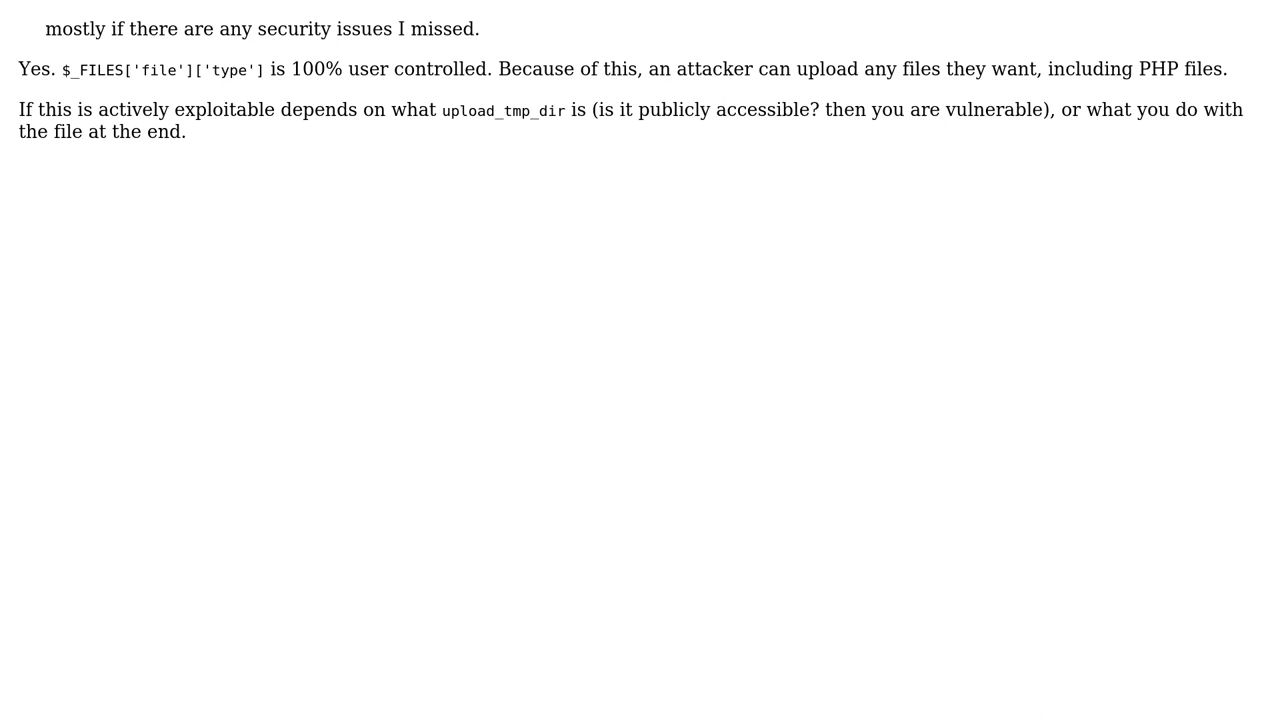 mostly if there are any security issues I missed.
Yes. $_FILES['file']['type'] is 100% user controlled. Because of this, an attacker can upload any files they want, including PHP files.
If this is actively exploitable depends on what upload_tmp_dir is (is it publicly accessible? then you are vulnerable), or what you do with
the file at the end.